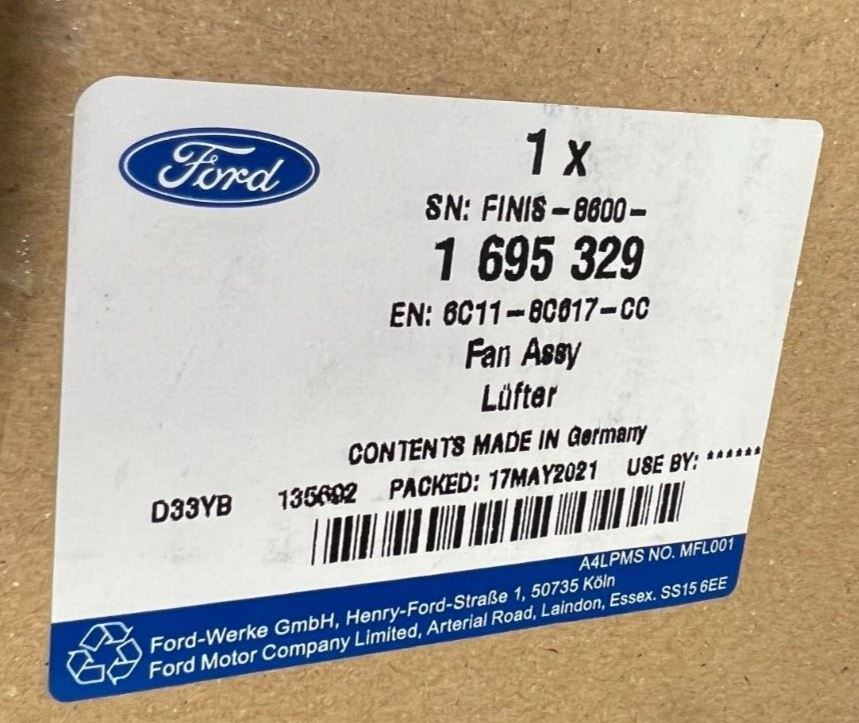 Ford
1 x
SN: FINIS-8600-
1 695 329
EN: 6C11-8C617-CC
Fan Assy
Lüfter
CONTENTS MADE IN Germany
D33YB 135602 PACKED: 17MAY2021 USE BY: ******
A4LPMS NO. MFL001
Ford-Werke GmbH, Henry-Ford-Straße 1, 50735 Köln
Ford Motor Company Limited, Arterial Road, Laindon, Essex. SS15 6EE